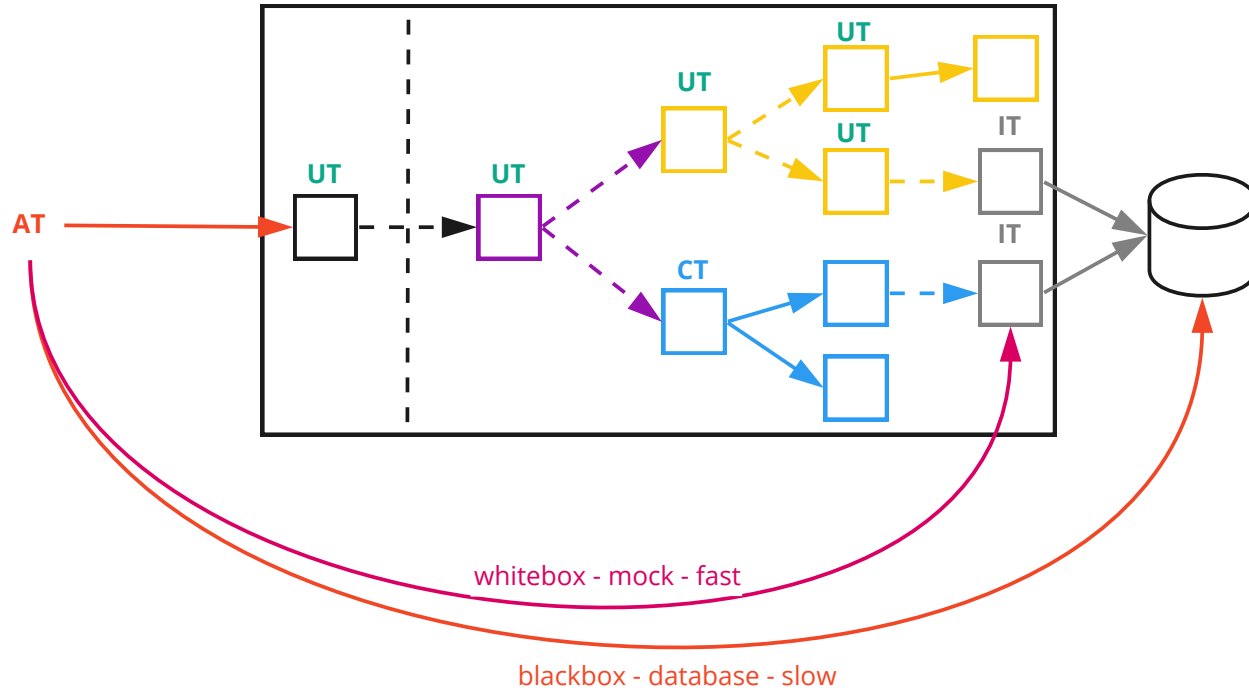 UT
UT
UT
IT
UT
UT
AT
IT
CT
whitebox - mock - fast
blackbox - database - slow